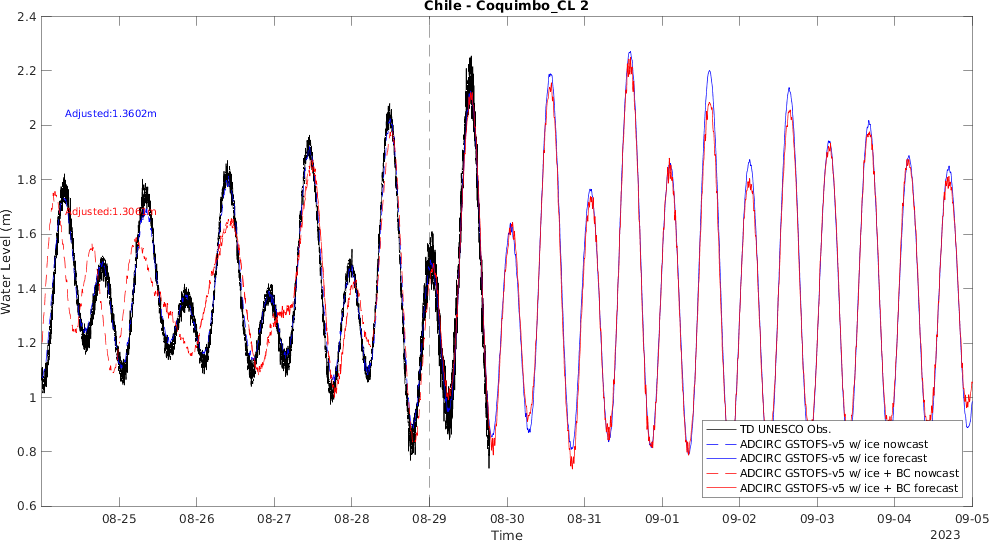 Chile - Coquimbo_CL 2
2.4
2.2
2
1.8
1.6
1.4
1.2
1
0.8
0.6
Water Level (m)
Adjusted:1.3602m
TD UNESCO Obs.
ADCIRC GSTOFS-v5 w/ ice nowcast
ADCIRC GSTOFS-v5 w/ ice forecast
ADCIRC GSTOFS-v5 w/ ice + BC nowcast
ADCIRC GSTOFS-v5 w/ ice + BC forecast
08-25 08-26 08-27 08-28 08-29 08-30 08-31 09-01 09-02 09-03 09-04 09-05
Time
2023